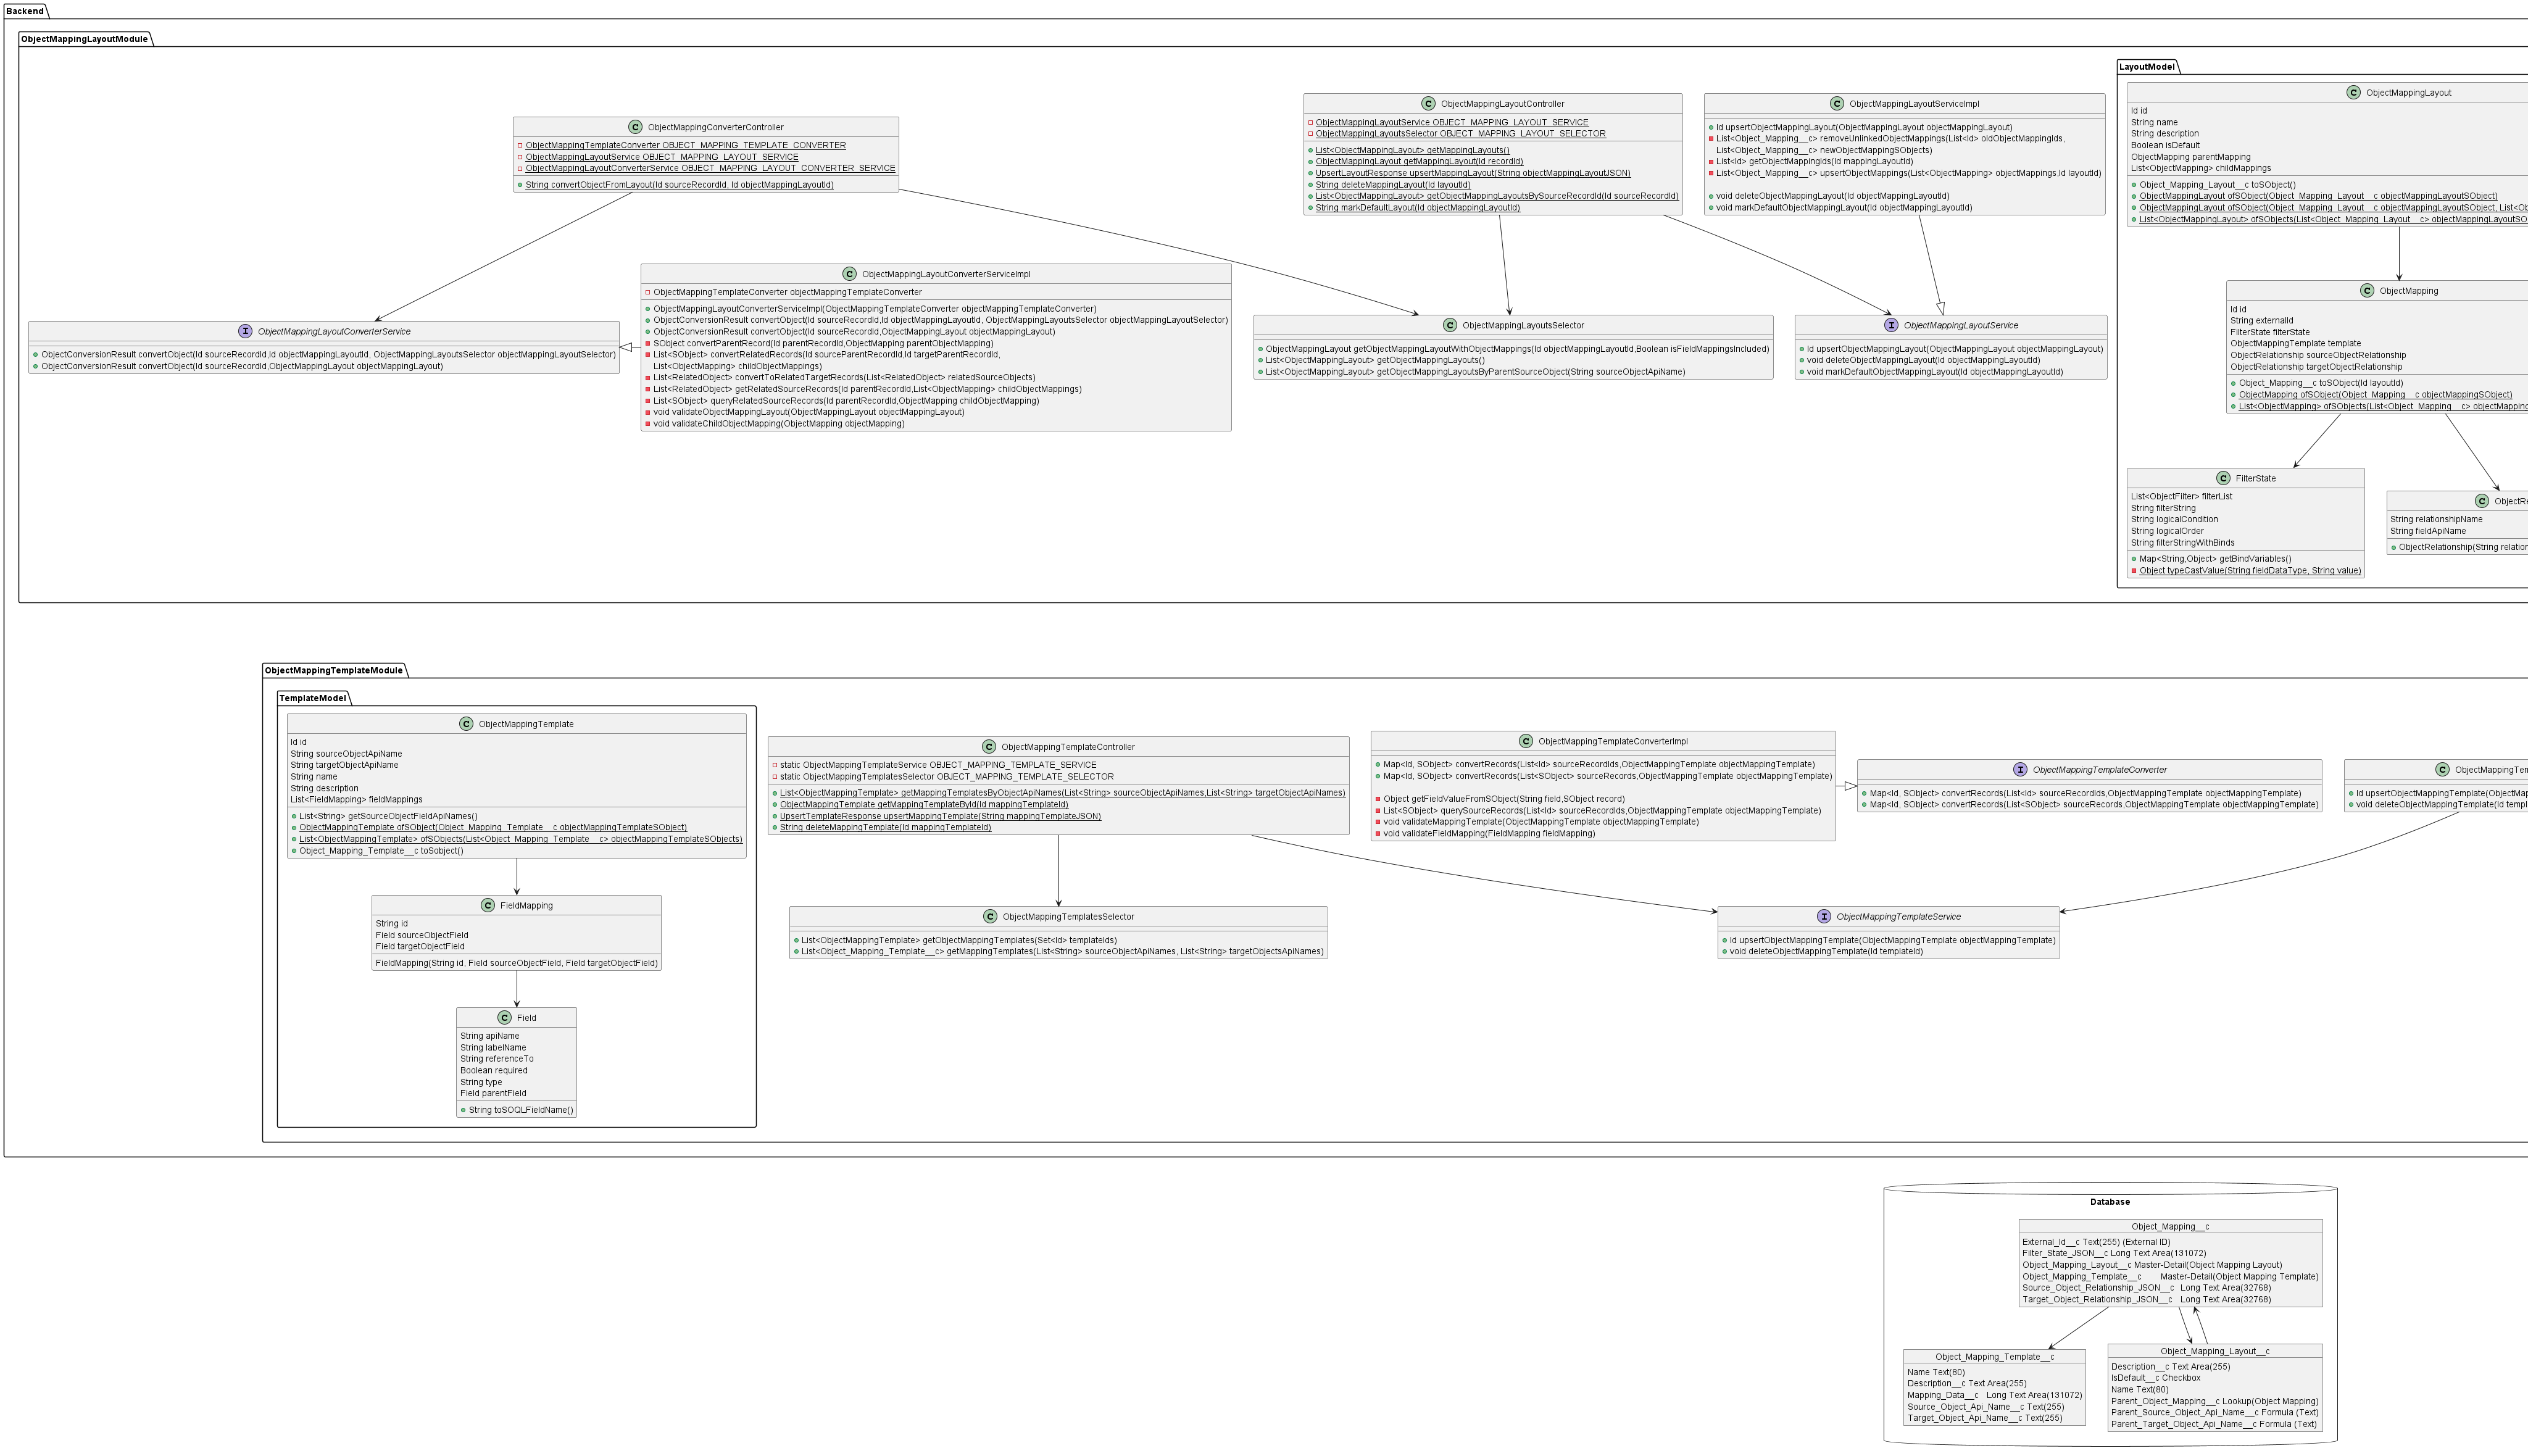 Backend
ObjectMappingLayoutModule
LayoutModel
ObjectMappingConverterController
ObjectMappingTemplateConverter OBJECT_MAPPING_TEMPLATE_CONVERTER
ObjectMappingLayoutService OBJECT_MAPPING_LAYOUT_SERVICE
ObjectMappingLayoutConverterService OBJECT_MAPPING_LAYOUT_CONVERTER_SERVICE
String convertObjectFromLayout(Id sourceRecordId, Id objectMappingLayoutId)
ObjectMappingLayoutController
ObjectMappingLayoutService OBJECT_MAPPING_LAYOUT_SERVICE
ObjectMappingLayoutsSelector OBJECT_MAPPING_LAYOUT_SELECTOR
List<ObjectMappingLayout> getMappingLayouts()
ObjectMappingLayout getMappingLayout(Id recordId)
UpsertLayoutResponse upsertMappingLayout(String objectMappingLayoutJSON)
String deleteMappingLayout(Id layoutId)
List<ObjectMappingLayout> getObjectMappingLayoutsBySourceRecordId(Id sourceRecordId)
String markDefaultLayout(Id objectMappingLayoutId)
ObjectMappingLayoutServiceImpl
Id upsertObjectMappingLayout(ObjectMappingLayout objectMappingLayout)
List<Object_Mapping__c> removeUnlinkedObjectMappings(List<Id> oldObjectMappingIds,
List<Object_Mapping__c> newObjectMappingSObjects)
List<Id> getObjectMappingIds(Id mappingLayoutId)
List<Object_Mapping__c> upsertObjectMappings(List<ObjectMapping> objectMappings,Id layoutId)
void deleteObjectMappingLayout(Id objectMappingLayoutId)
void markDefaultObjectMappingLayout(Id objectMappingLayoutId)
ObjectMappingLayout
Id id
String name
String description
Boolean isDefault
ObjectMapping parentMapping
List<ObjectMapping> childMappings
Object_Mapping_Layout__c toSObject()
ObjectMappingLayout ofSObject(Object_Mapping_Layout__c objectMappingLayoutSObject)
ObjectMappingLayout ofSObject(Object_Mapping_Layout__c objectMappingLayoutSObject, List<Ob
List<ObjectMappingLayout> ofSObjects(List<Object_Mapping_Layout__c> objectMappingLayoutSO
ObjectMappingLayoutConverterService
ObjectConversionResult convertObject(Id sourceRecordId,Id objectMappingLayoutId, ObjectMappingLayoutsSelector objectMappingLayoutSelector)
ObjectConversionResult convertObject(Id sourceRecordId,ObjectMappingLayout objectMappingLayout)
ObjectMappingLayoutConverterServiceImpl
ObjectMappingTemplateConverter objectMappingTemplateConverter
ObjectMappingLayoutConverterServiceImpl(ObjectMappingTemplateConverter objectMappingTemplateConverter)
ObjectConversionResult convertObject(Id sourceRecordId,Id objectMappingLayoutId, ObjectMappingLayoutsSelector objectMappingLayoutSelector)
ObjectConversionResult convertObject(Id sourceRecordId,ObjectMappingLayout objectMappingLayout)
SObject convertParentRecord(Id parentRecordId,ObjectMapping parentObjectMapping)
List<SObject> convertRelatedRecords(Id sourceParentRecordId,Id targetParentRecordId,
List<ObjectMapping> childObjectMappings)
List<RelatedObject> convertToRelatedTargetRecords(List<RelatedObject> relatedSourceObjects)
List<RelatedObject> getRelatedSourceRecords(Id parentRecordId,List<ObjectMapping> childObjectMappings)
List<SObject> queryRelatedSourceRecords(Id parentRecordId,ObjectMapping childObjectMapping)
void validateObjectMappingLayout(ObjectMappingLayout objectMappingLayout)
void validateChildObjectMapping(ObjectMapping objectMapping)
ObjectMappingLayoutsSelector
ObjectMappingLayout getObjectMappingLayoutWithObjectMappings(Id objectMappingLayoutId,Boolean isFieldMappingsIncluded)
List<ObjectMappingLayout> getObjectMappingLayouts()
List<ObjectMappingLayout> getObjectMappingLayoutsByParentSourceObject(String sourceObjectApiName)
ObjectMappingLayoutService
Id upsertObjectMappingLayout(ObjectMappingLayout objectMappingLayout)
void deleteObjectMappingLayout(Id objectMappingLayoutId)
void markDefaultObjectMappingLayout(Id objectMappingLayoutId)
ObjectMapping
Id id
String externalId
FilterState filterState
ObjectMappingTemplate template
ObjectRelationship sourceObjectRelationship
ObjectRelationship targetObjectRelationship
Object_Mapping__c toSObject(Id layoutId)
ObjectMapping ofSObject(Object_Mapping__c objectMappingSObject)
List<ObjectMapping> ofSObjects(List<Object_Mapping__c> objectMapping
FilterState
List<ObjectFilter> filterList
String filterString
String logicalCondition
String logicalOrder
String filterStringWithBinds
Map<String,Object> getBindVariables()
Object typeCastValue(String fieldDataType, String value)
ObjectRe
String relationshipName
String fieldApiName
ObjectRelationship(String relation
ObjectMappingTemplateModule
TemplateModel
ObjectMappingTemplate
Id id
String sourceObjectApiName
String targetObjectApiName
String name
String description
List<FieldMapping> fieldMappings
List<String> getSourceObjectFieldApiNames()
ObjectMappingTemplate ofSObject(Object_Mapping_Template__c objectMappingTemplateSObject)
List<ObjectMappingTemplate> ofSObjects(List<Object_Mapping_Template__c> objectMappingTemplateSObjects)
Object_Mapping_Template__c toSobject()
ObjectMappingTemplateController
static ObjectMappingTemplateService OBJECT_MAPPING_TEMPLATE_SERVICE
static ObjectMappingTemplatesSelector OBJECT_MAPPING_TEMPLATE_SELECTOR
List<ObjectMappingTemplate> getMappingTemplatesByObjectApiNames(List<String> sourceObjectApiNames,List<String> targetObjectApiNames)
ObjectMappingTemplate getMappingTemplateById(Id mappingTemplateId)
UpsertTemplateResponse upsertMappingTemplate(String mappingTemplateJSON)
String deleteMappingTemplate(Id mappingTemplateId)
ObjectMappingTemplateConverterImpl
Map<Id, SObject> convertRecords(List<Id> sourceRecordIds,ObjectMappingTemplate objectMappingTemplate)
Map<Id, SObject> convertRecords(List<SObject> sourceRecords,ObjectMappingTemplate objectMappingTemplate)
Object getFieldValueFromSObject(String field,SObject record)
List<SObject> querySourceRecords(List<Id> sourceRecordIds,ObjectMappingTemplate objectMappingTemplate)
void validateMappingTemplate(ObjectMappingTemplate objectMappingTemplate)
void validateFieldMapping(FieldMapping fieldMapping)
ObjectMappingTemplateConverter
Map<Id, SObject> convertRecords(List<Id> sourceRecordIds,ObjectMappingTemplate objectMappingTemplate)
Map<Id, SObject> convertRecords(List<SObject> sourceRecords,ObjectMappingTemplate objectMappingTemplate)
ObjectMappingTem
Id upsertObjectMappingTemplate(ObjectMap
void deleteObjectMappingTemplate(Id templ
FieldMapping
String id
Field sourceObjectField
Field targetObjectField
FieldMapping(String id, Field sourceObjectField, Field targetObjectField)
ObjectMappingTemplatesSelector
List<ObjectMappingTemplate> getObjectMappingTemplates(Set<Id> templateIds)
List<Object_Mapping_Template__c> getMappingTemplates(List<String> sourceObjectApiNames, List<String> targetObjectsApiNames)
ObjectMappingTemplateService
Id upsertObjectMappingTemplate(ObjectMappingTemplate objectMappingTemplate)
void deleteObjectMappingTemplate(Id templateId)
Field
String apiName
String labelName
String referenceTo
Boolean required
String type
Field parentField
String toSOQLFieldName()
Database
Object_Mapping__c
External_Id__c Text(255) (External ID)
Filter_State_JSON__c Long Text Area(131072)
Object_Mapping_Layout__c Master-Detail(Object Mapping Layout)
Object_Mapping_Template__c Master-Detail(Object Mapping Template)
Source_Object_Relationship_JSON__c Long Text Area(32768)
Target_Object_Relationship_JSON__c Long Text Area(32768)
Object_Mapping_Template__c
Name Text(80)
Description__c Text Area(255)
Mapping_Data__c Long Text Area(131072)
Source_Object_Api_Name__c Text(255)
Target_Object_Api_Name__c Text(255)
Object_Mapping_Layout__c
Description__c Text Area(255)
IsDefault__c Checkbox
Name Text(80)
Parent_Object_Mapping__c Lookup(Object Mapping)
Parent_Source_Object_Api_Name__c Formula (Text)
Parent_Target_Object_Api_Name__c Formula (Text)